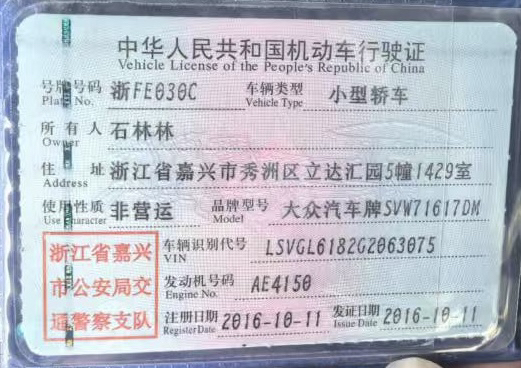 中华人民共和国机动车行驶证
Vehicle License of the People's Republic of China
号牌号码 浙FE030C 车辆类型 小型轿车
Plate No. Vehicle Type
所有人 石林林
Owner
住址 浙江省嘉兴市秀洲区立达汇园5幢1429室
Address
使用性质 非营运 品牌型号 大众汽车牌SVW71617DM
Use Character Model
浙江省嘉兴
市公安局交
通警察支队
车辆识别代号 LSVGL6182G2063075
VIN
发动机号码 AE4150
Engine No.
注册日期 2016-10-11 发证日期 2016-10-11
Register Date Issue Date